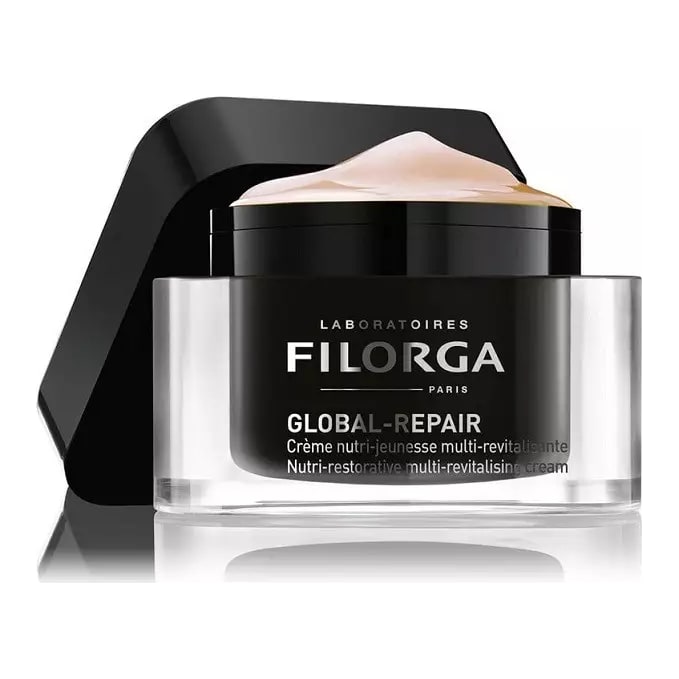 LABORATOIRES
FILORGA
PARIS
GLOBAL-REPAIR
Crème nutri-jeunesse multi-revitalisante
Nutri-restorative multi-revitalising cream